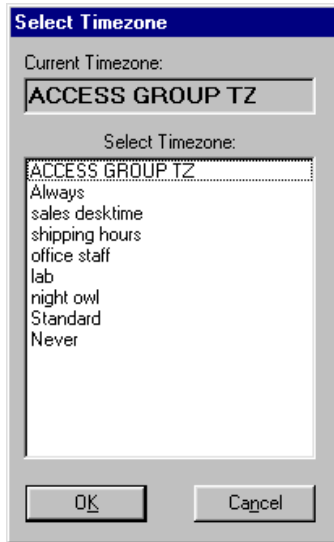 Select Timezone
Current Timezone:
ACCESS GROUP TZ
Select Timezone:
ACCESS GROUP TZ
Always
sales desktime
shipping hours
office staff
lab
night owl
Standard
Never
OK
Cancel